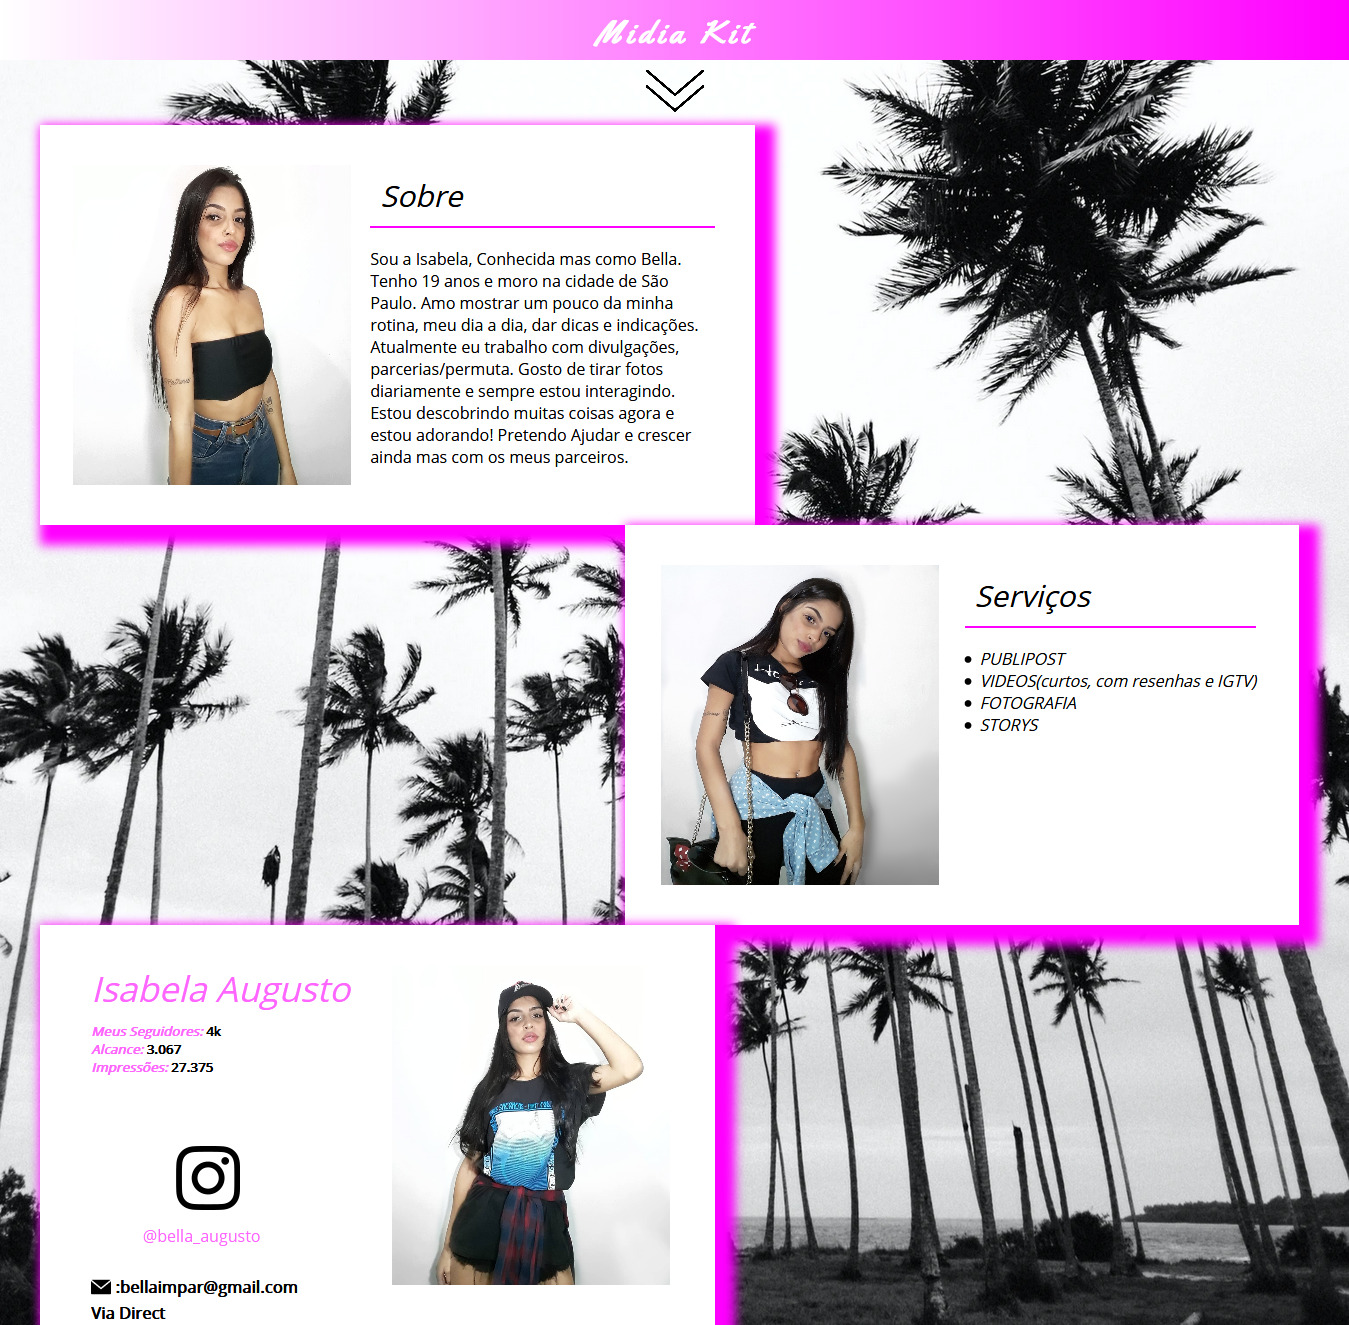 Midia Kit
Sobre
Sou a Isabela, Conhecida mas como Bella.
Tenho 19 anos e moro na cidade de São
Paulo. Amo mostrar um pouco da minha
rotina, meu dia a dia, dar dicas e indicações.
Atualmente eu trabalho com divulgações,
parcerias/permuta. Gosto de tirar fotos
diariamente e sempre estou interagindo.
Estou descobrindo muitas coisas agora e
estou adorando! Pretendo Ajudar e crescer
ainda mas com os meus parceiros.
Serviços
PUBLIPOST
VIDEOS(curtos, com resenhas e IGTV)
FOTOGRAFIA
STORYS
Isabela Augusto
Meus Seguidores: 4k
Alcance: 3.067
Impressões: 27.375
@bella_augusto
:bellaimpar@gmail.com
Via Direct